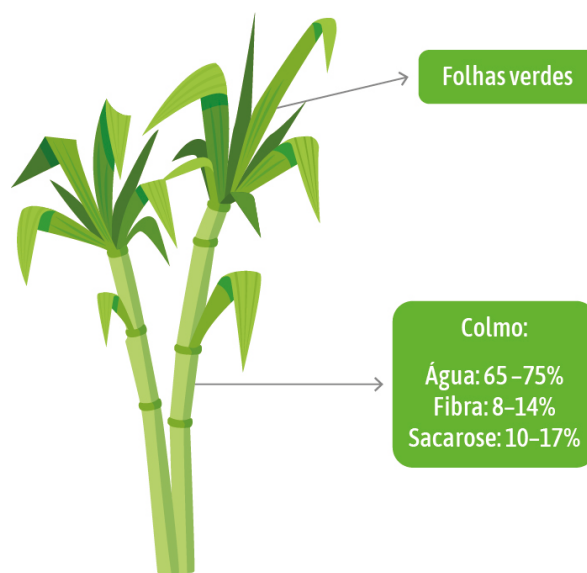 Folhas verdes
Colmo:
Água: 65 –75%
Fibra: 8–14%
Sacarose: 10–17%